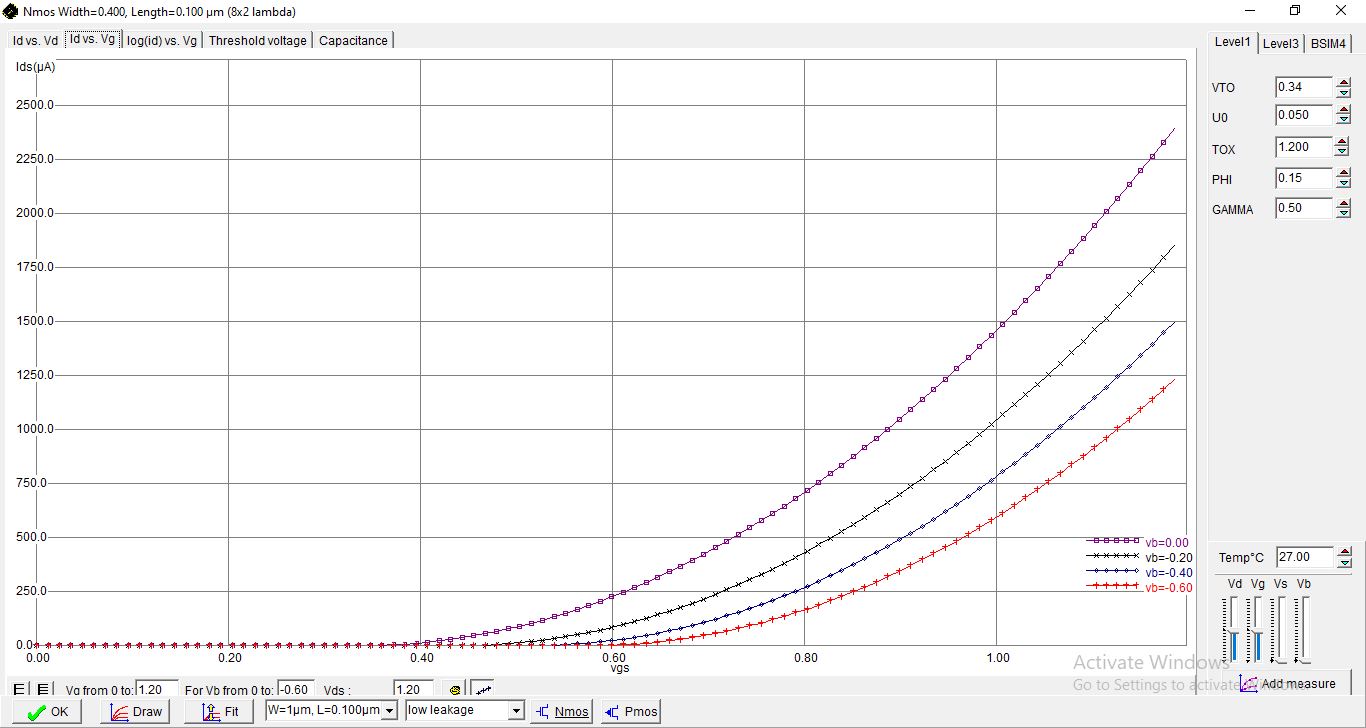 Nmos Width=0.400, Length=0.100 µm (8x2 lambda)
Id vs. Vd Id vs. Vg log(id) vs. Vg Threshold voltage Capacitance
Level1 Level3 BSIM4
Ids(µA)
2500.0
2250.0
2000.0
1750.0
1500.0
1250.0
1000.0
750.0
500.0
250.0
0.0
0.00 0.20 0.40 0.60 0.80 1.00
vgs
vb=0.00
vb=-0.20
vb=-0.40
vb=-0.60
VTO 0.34
U0 0.050
TOX 1.200
PHI 0.15
GAMMA 0.50
Temp°C 27.00
Vd Vg Vs Vb
Activate Windows
Go to Settings to activate Windows.
Add measure
Vg from 0 to: 1.20 For Vb from 0 to: -0.60 Vds : 1.20
OK Draw Fit W=1µm, L=0.100µm low leakage Nmos Pmos